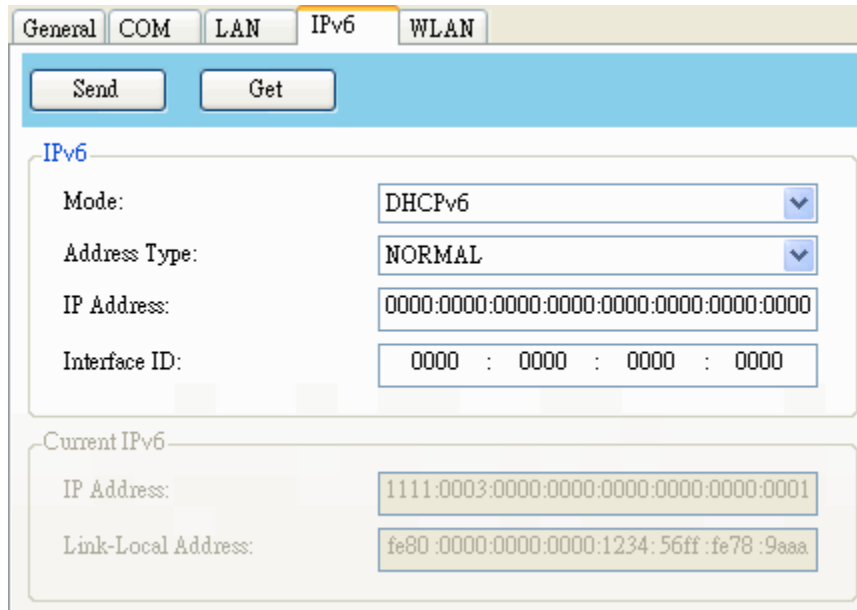 General COM LAN IPv6 WLAN
Send Get
IPv6
Mode: DHCPv6
Address Type: NORMAL
IP Address: 0000:0000:0000:0000:0000:0000:0000:0000
Interface ID: 0000 : 0000 : 0000 : 0000
Current IPv6
IP Address: 1111:0003:0000:0000:0000:0000:0000:0001
Link-Local Address: fe80 :0000:0000:0000:1234: 56ff :fe78 :9aaa